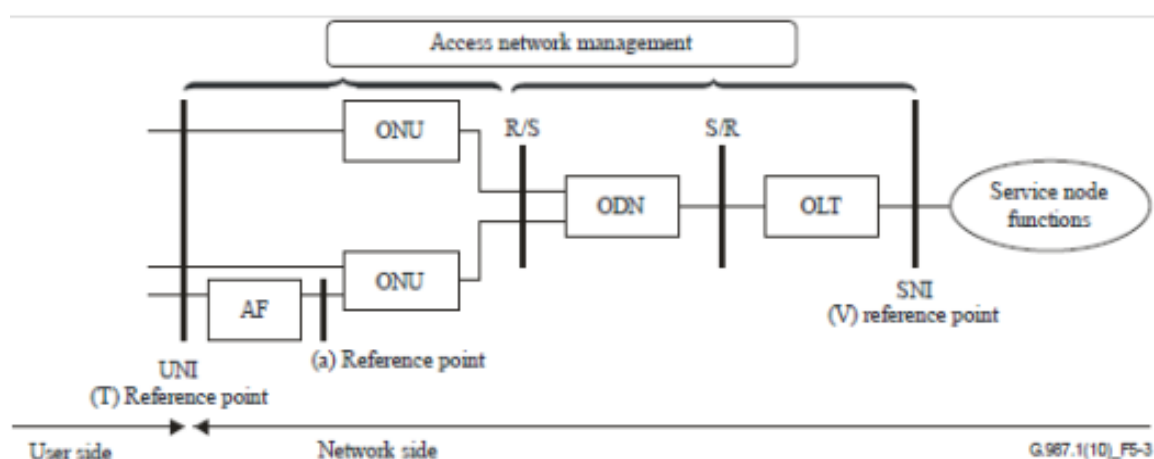 Access network management
ONU
R/S
S/R
ODN
OLT
Service node
functions
ONU
AF
SNI
(V) reference point
(a) Reference point
UNI
(T) Reference point
User side
Network side
G.987.1(10)_F5-3